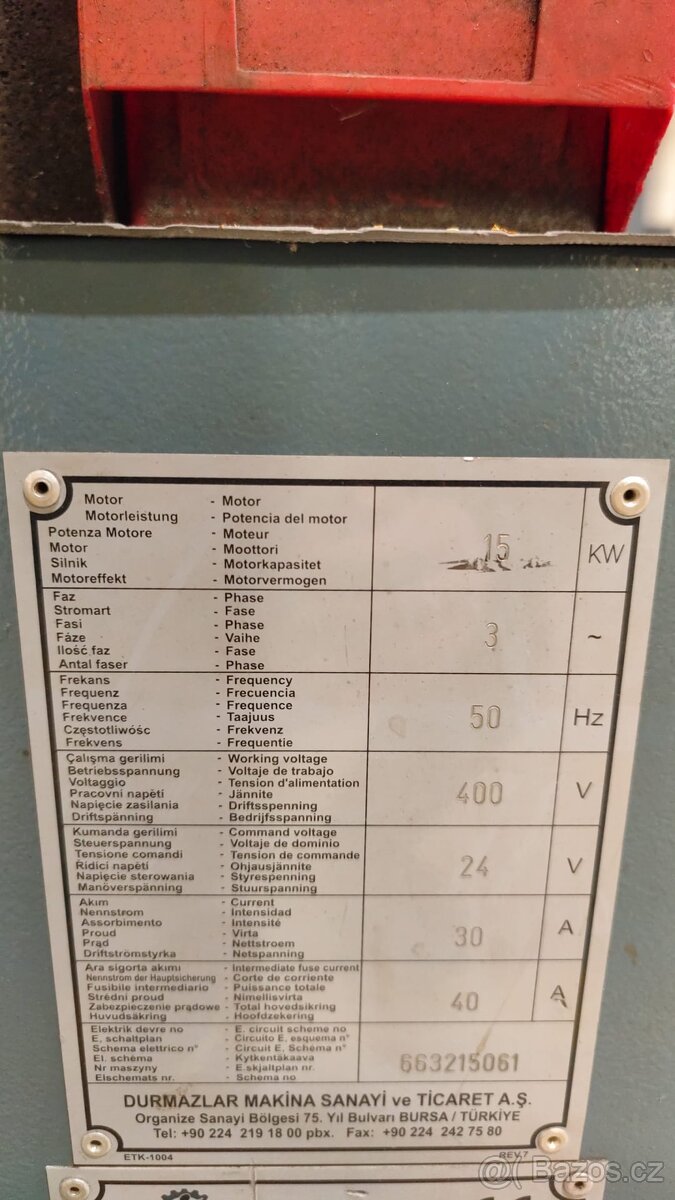 Motor - Motor
Motorleistung - Potencia del motor
Potenza Motore - Moteur
Motor - Moottori
Silnik - Motorkapasitet
Motoreffekt - Motorvermogen
15 KW
Faz - Phase
Stromart - Fase
Fasi - Phase
Fáze - Vaihe
Ilość faz - Fase
Antal faser - Phase
3 ~
Frekans - Frequency
Frequenz - Frecuencia
Frequenza - Frequence
Frekvence - Taajuus
Częstotliwośc - Frekvenz
Frekvens - Frequentie
50 Hz
Çalışma gerilimi - Working voltage
Betriebsspannung - Voltaje de trabajo
Voltaggio - Tension d'alimentation
Pracovni napětí - Jännite
Napięcie zasilania - Driftsspenning
Driftspänning - Bedrijfsspanning
400 V
Kumanda gerilimi - Command voltage
Steuerspannung - Voltaje de dominio
Tensione comandi - Tension de commande
Řidici napětí - Ohjausjännite
Napięcie sterowania - Styrespenning
Manöverspänning - Stuurspanning
24 V
Akım - Current
Nennstrom - Intensidad
Assorbimento - Intensité
Proud - Virta
Prąd - Nettstroem
Driftströmstyrka - Netspanning
30 A
Ara sigorta akımı - Intermediate fuse current
Nennstrom der Hauptsicherung - Corte de corriente
Fusibile intermediario - Puissance totale
Střédni proud - Nimellisvirta
Zabezpieczenie prądowe - Total hovedsikring
Huvudsäkring - Hoofdzekering
40 A
Elektrik devre no - E. circuit scheme no
E. schaltplan - Circuito E. esquema n°
Schema elettrico n° - Circuit E. Schema n°
El. schéma - Kytkentäkaava
Nr maszyny - E.skjaltplan nr.
Elschemats nr. - Schema no
663215061
DURMAZLAR MAKİNA SANAYİ ve TİCARET A.Ş.
Organize Sanayi Bölgesi 75. Yıl Bulvarı BURSA / TÜRKİYE
Tel: +90 224 219 18 00 pbx. Fax: +90 224 242 75 80
ETK-1004 REV.7
Bazos.cz